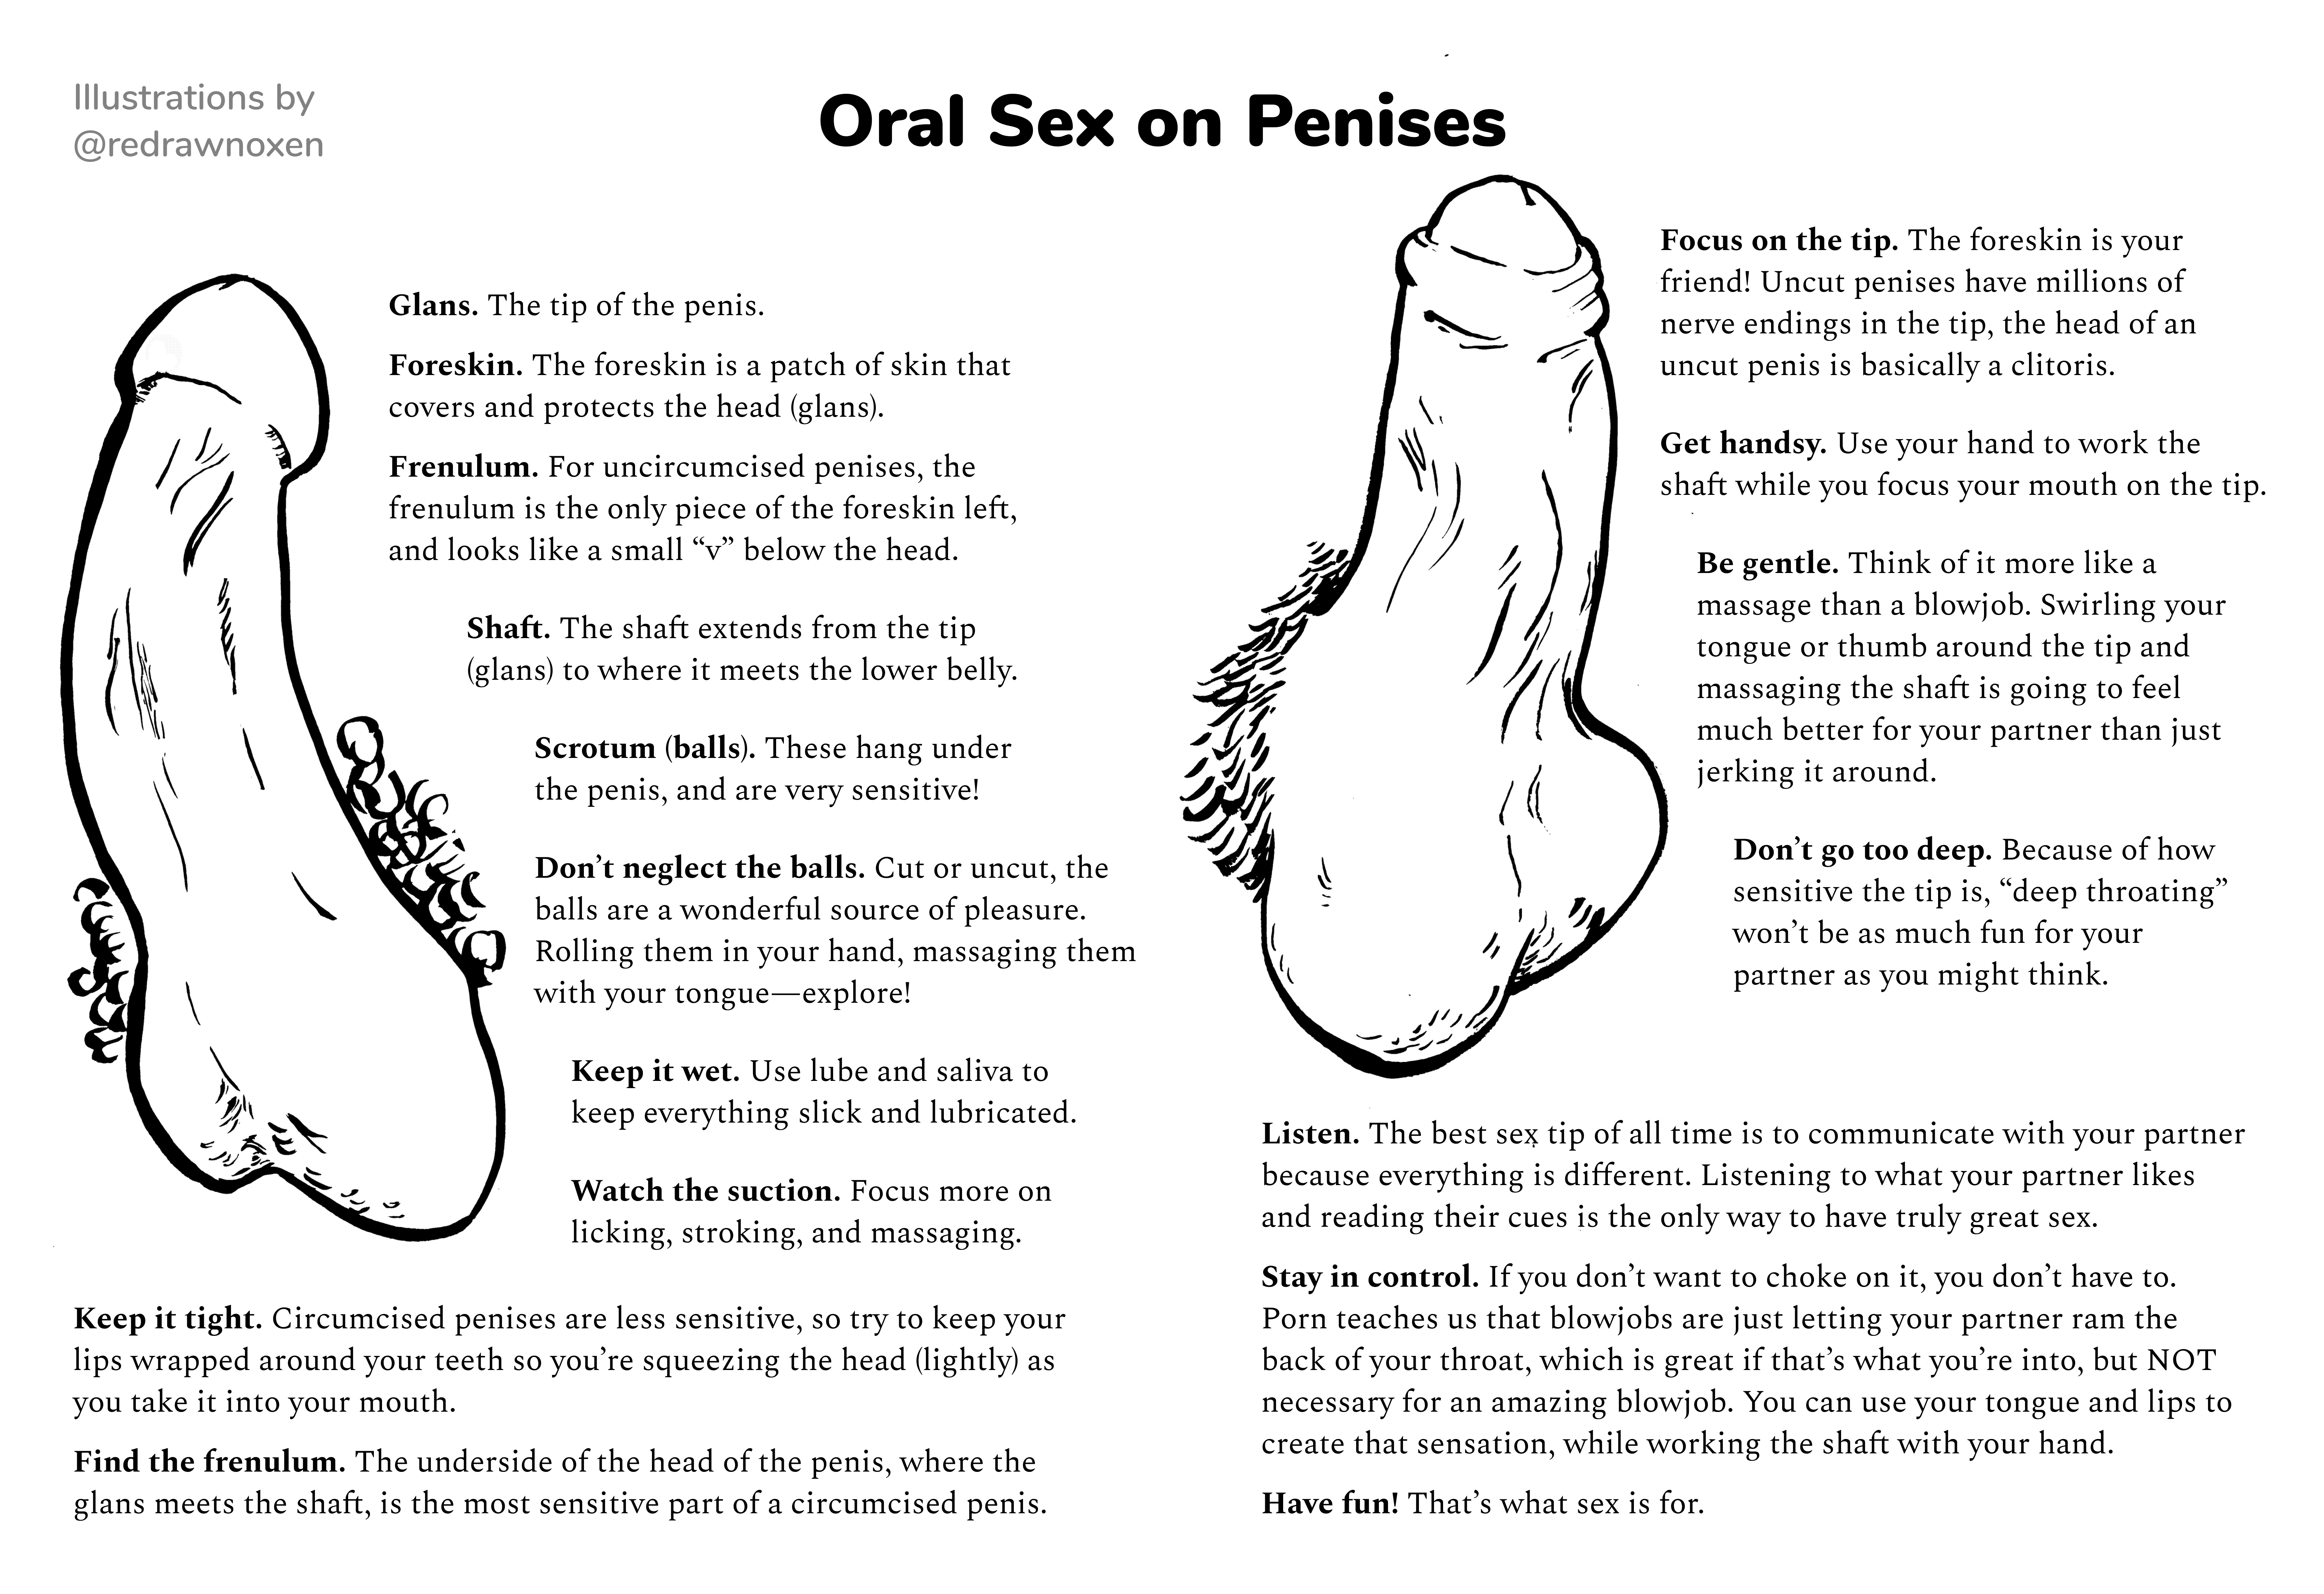 Illustrations by
@redrawnoxen
Oral Sex on Penises
Glans. The tip of the penis.
Foreskin. The foreskin is a patch of skin that
covers and protects the head (glans).
Frenulum. For uncircumcised penises, the
frenulum is the only piece of the foreskin left,
and looks like a small “v” below the head.
Shaft. The shaft extends from the tip
(glans) to where it meets the lower belly.
Scrotum (balls). These hang under
the penis, and are very sensitive!
Don’t neglect the balls. Cut or uncut, the
balls are a wonderful source of pleasure.
Rolling them in your hand, massaging them
with your tongue—explore!
Keep it wet. Use lube and saliva to
keep everything slick and lubricated.
Watch the suction. Focus more on
licking, stroking, and massaging.
Keep it tight. Circumcised penises are less sensitive, so try to keep your
lips wrapped around your teeth so you’re squeezing the head (lightly) as
you take it into your mouth.
Find the frenulum. The underside of the head of the penis, where the
glans meets the shaft, is the most sensitive part of a circumcised penis.
Focus on the tip. The foreskin is your
friend! Uncut penises have millions of
nerve endings in the tip, the head of an
uncut penis is basically a clitoris.
Get handsy. Use your hand to work the
shaft while you focus your mouth on the tip.
Be gentle. Think of it more like a
massage than a blowjob. Swirling your
tongue or thumb around the tip and
massaging the shaft is going to feel
much better for your partner than just
jerking it around.
Don’t go too deep. Because of how
sensitive the tip is, “deep throating”
won’t be as much fun for your
partner as you might think.
Listen. The best sex tip of all time is to communicate with your partner
because everything is different. Listening to what your partner likes
and reading their cues is the only way to have truly great sex.
Stay in control. If you don’t want to choke on it, you don’t have to.
Porn teaches us that blowjobs are just letting your partner ram the
back of your throat, which is great if that’s what you’re into, but NOT
necessary for an amazing blowjob. You can use your tongue and lips to
create that sensation, while working the shaft with your hand.
Have fun! That’s what sex is for.